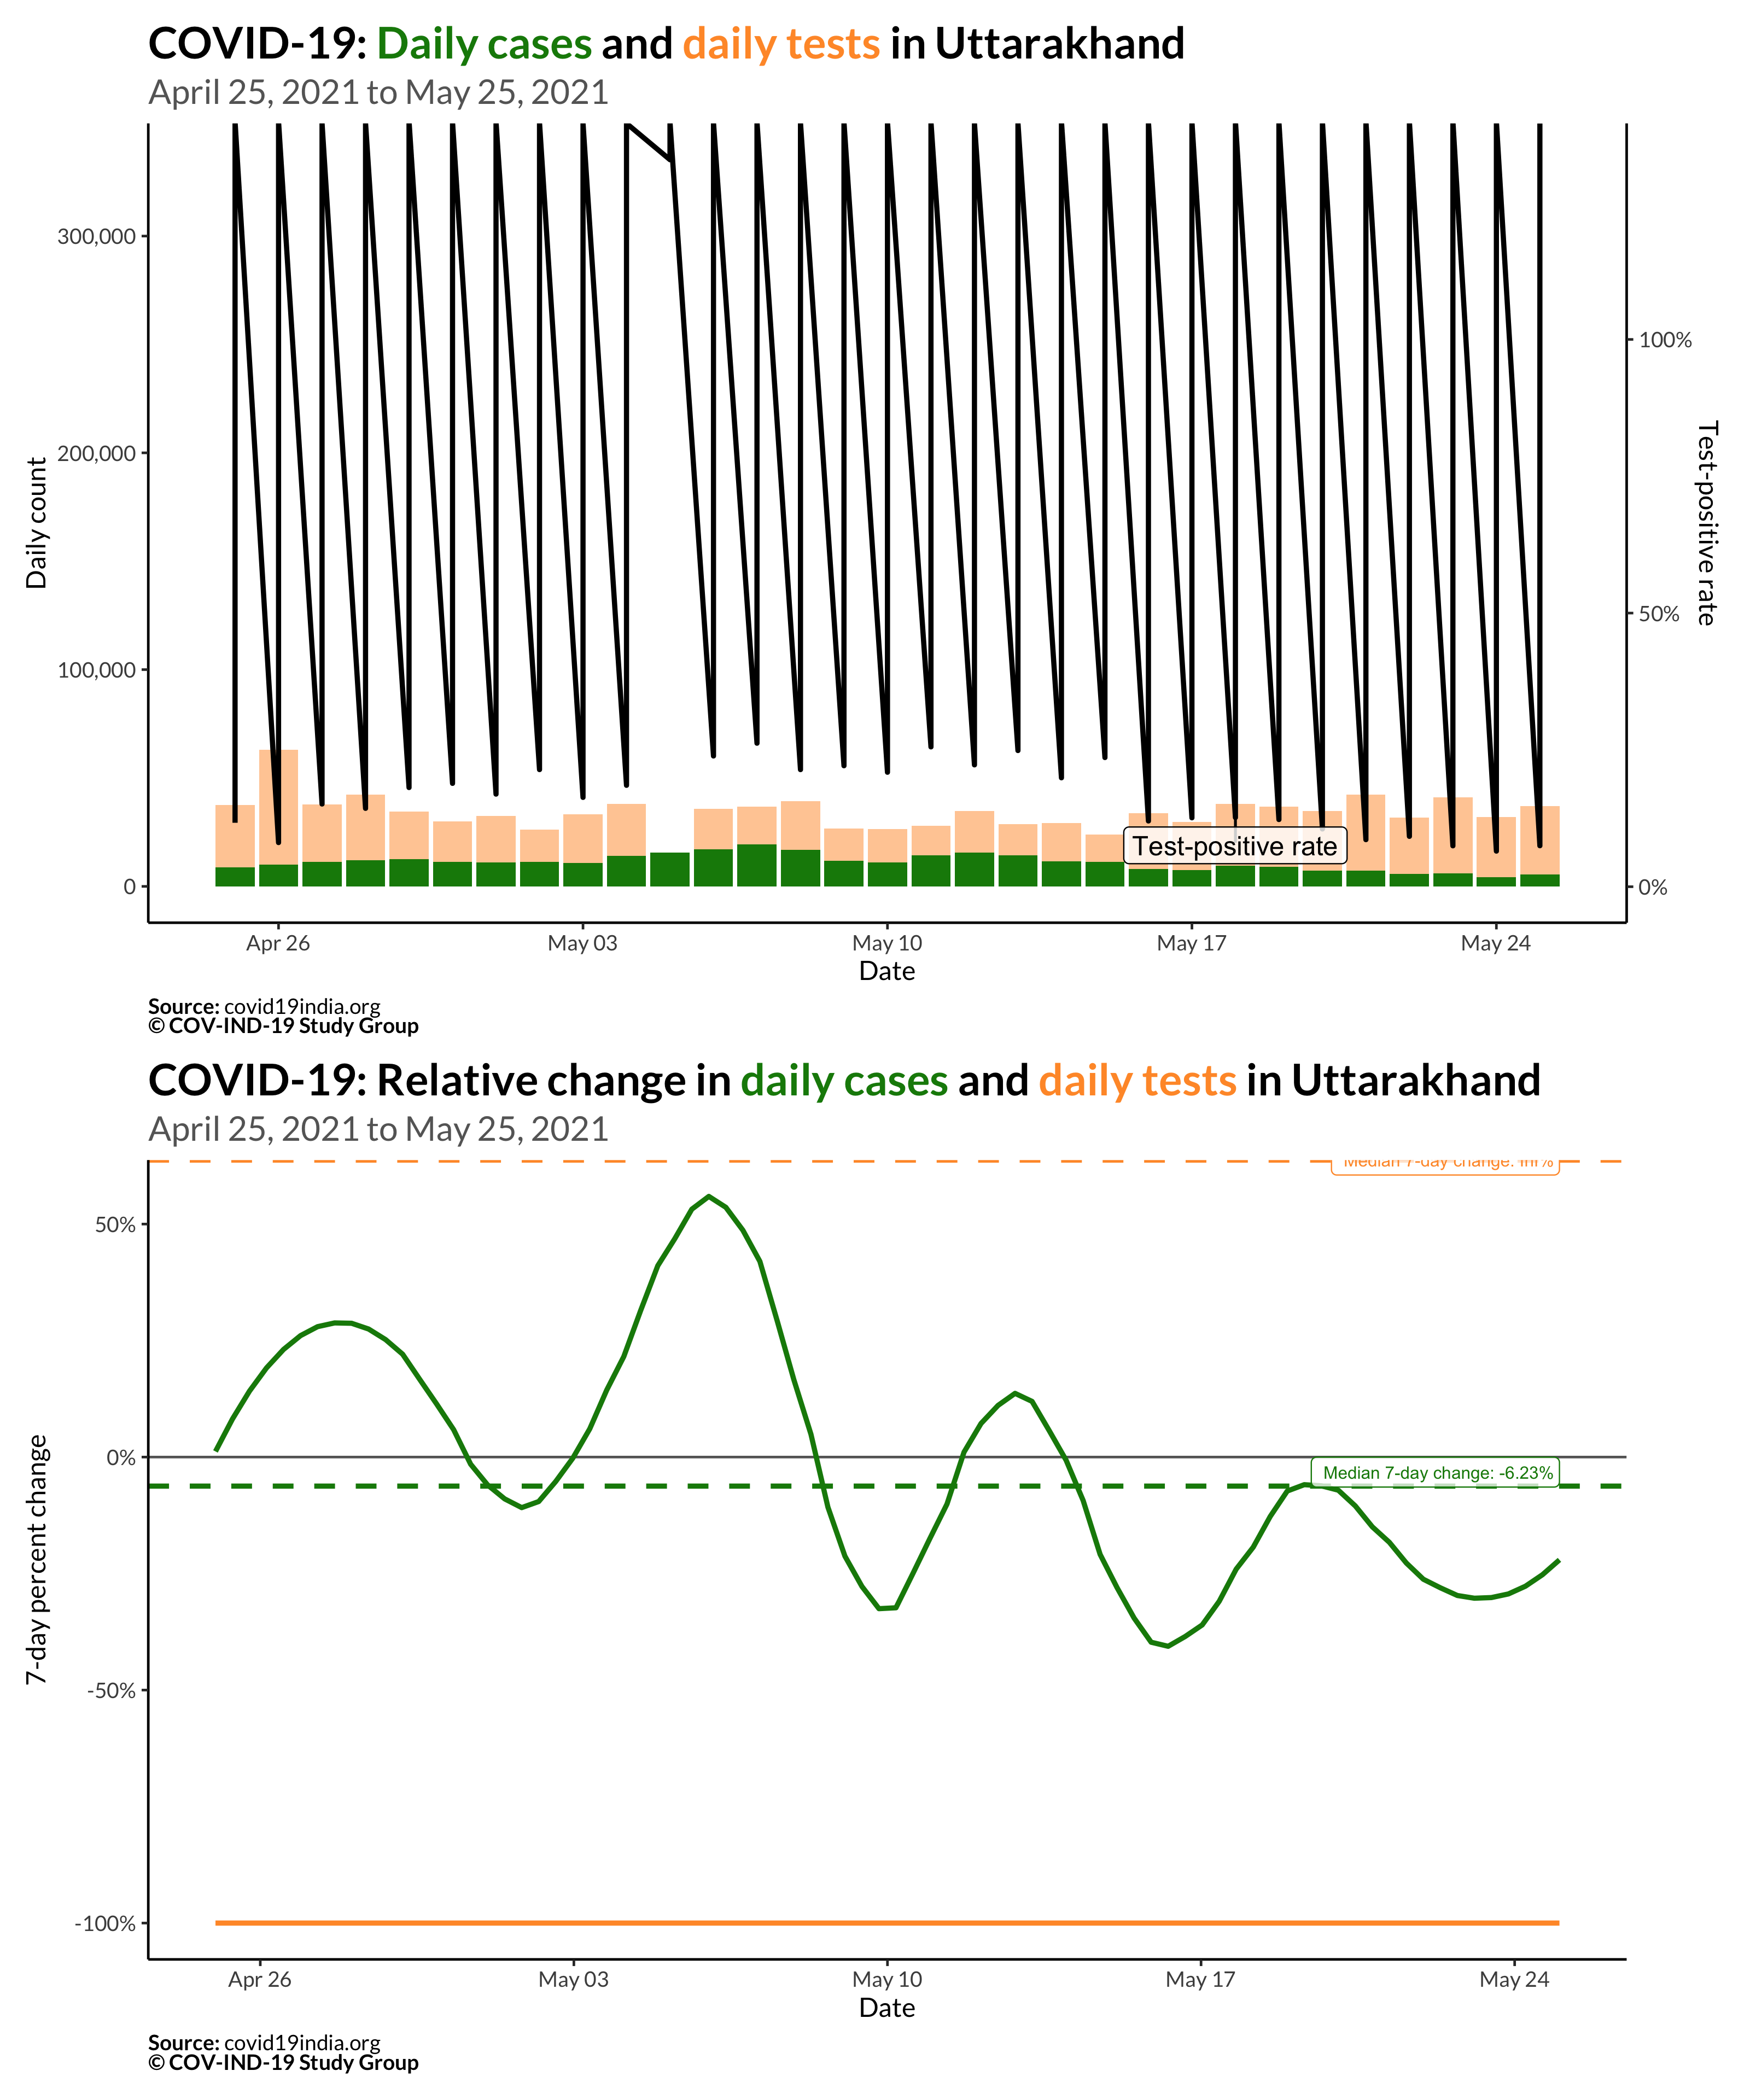 COVID-19: Daily cases and daily tests in Uttarakhand
April 25, 2021 to May 25, 2021
300,000
200,000
100,000
0
Daily count
100%
50%
0%
Test-positive rate
Test-positive rate
Apr 26
May 03
May 10
May 17
May 24
Date
Source: covid19india.org
© COV-IND-19 Study Group
COVID-19: Relative change in daily cases and daily tests in Uttarakhand
April 25, 2021 to May 25, 2021
Median 7-day change: Inf%
50%
0%
-50%
-100%
7-day percent change
Median 7-day change: -6.23%
Apr 26
May 03
May 10
May 17
May 24
Date
Source: covid19india.org
© COV-IND-19 Study Group